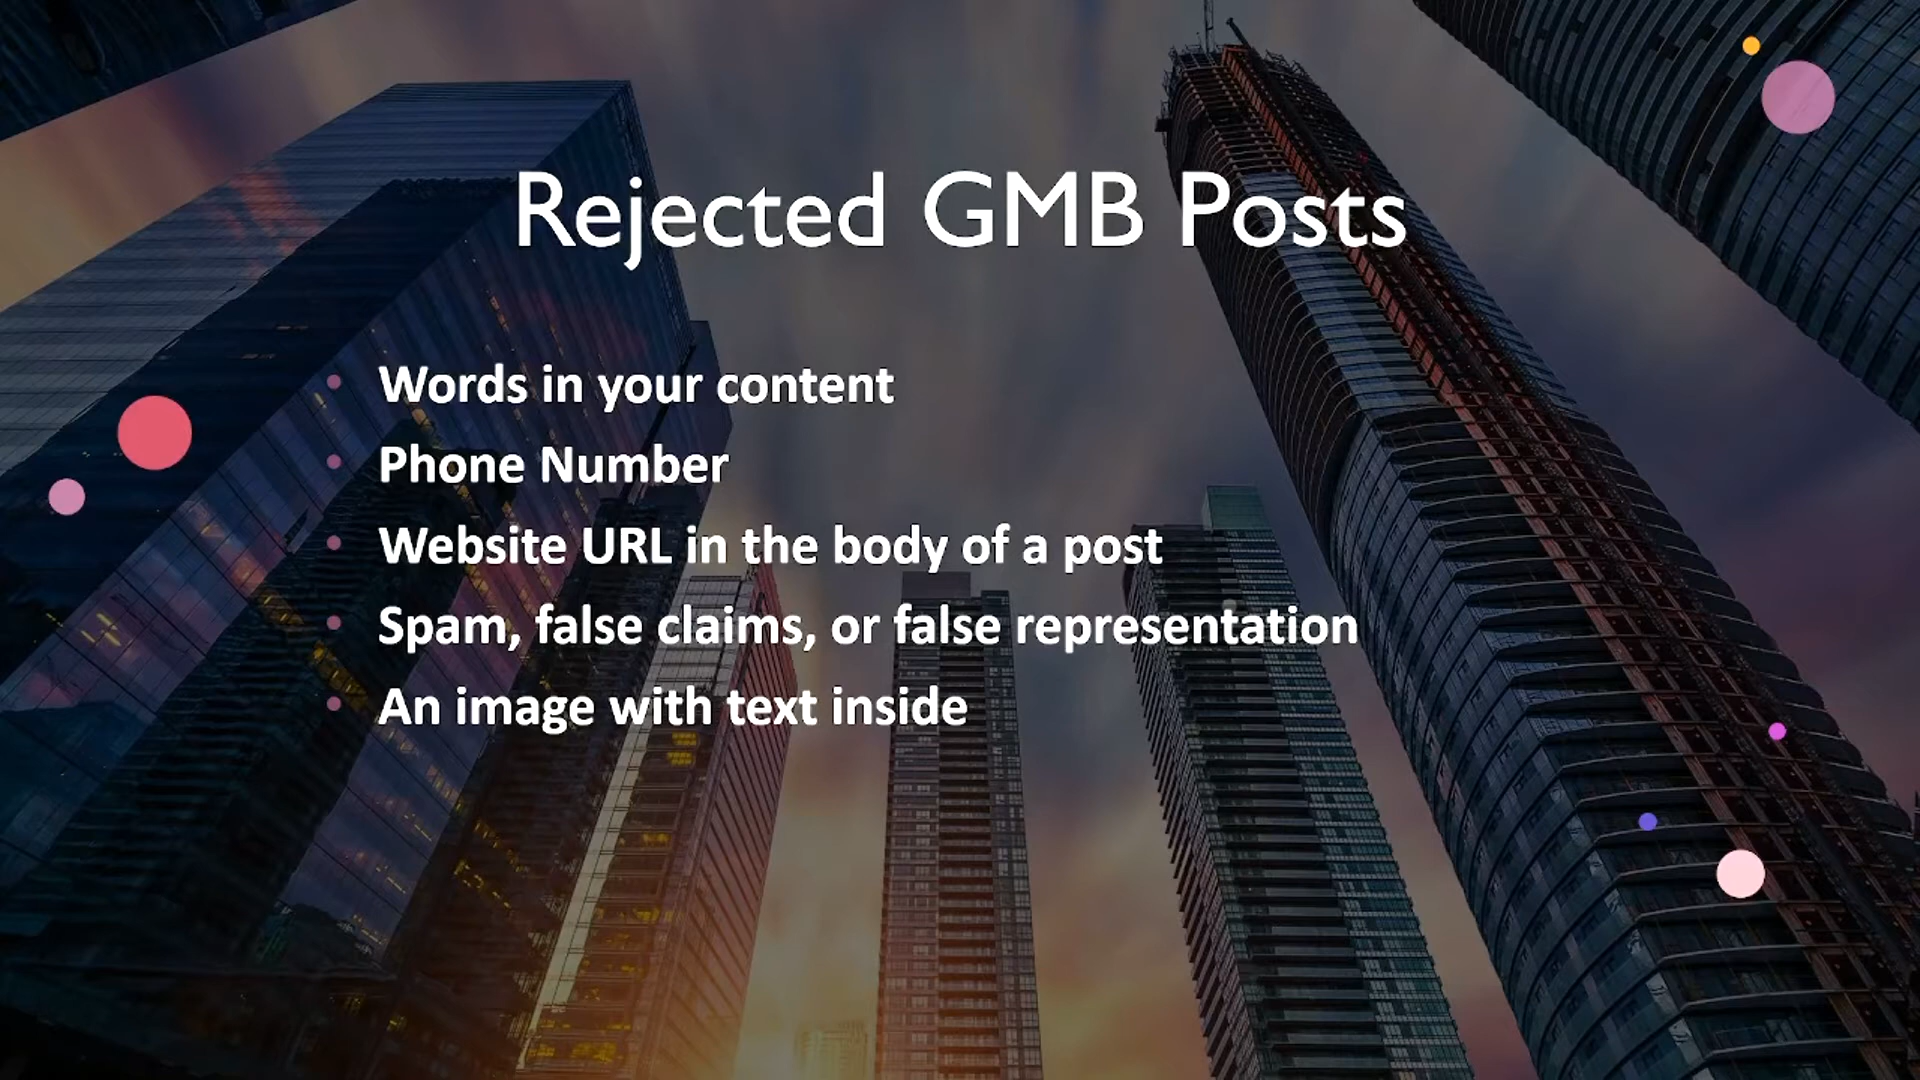 Rejected GMB Posts
Words in your content
Phone Number
Website URL in the body of a post
Spam, false claims, or false representation
An image with text inside